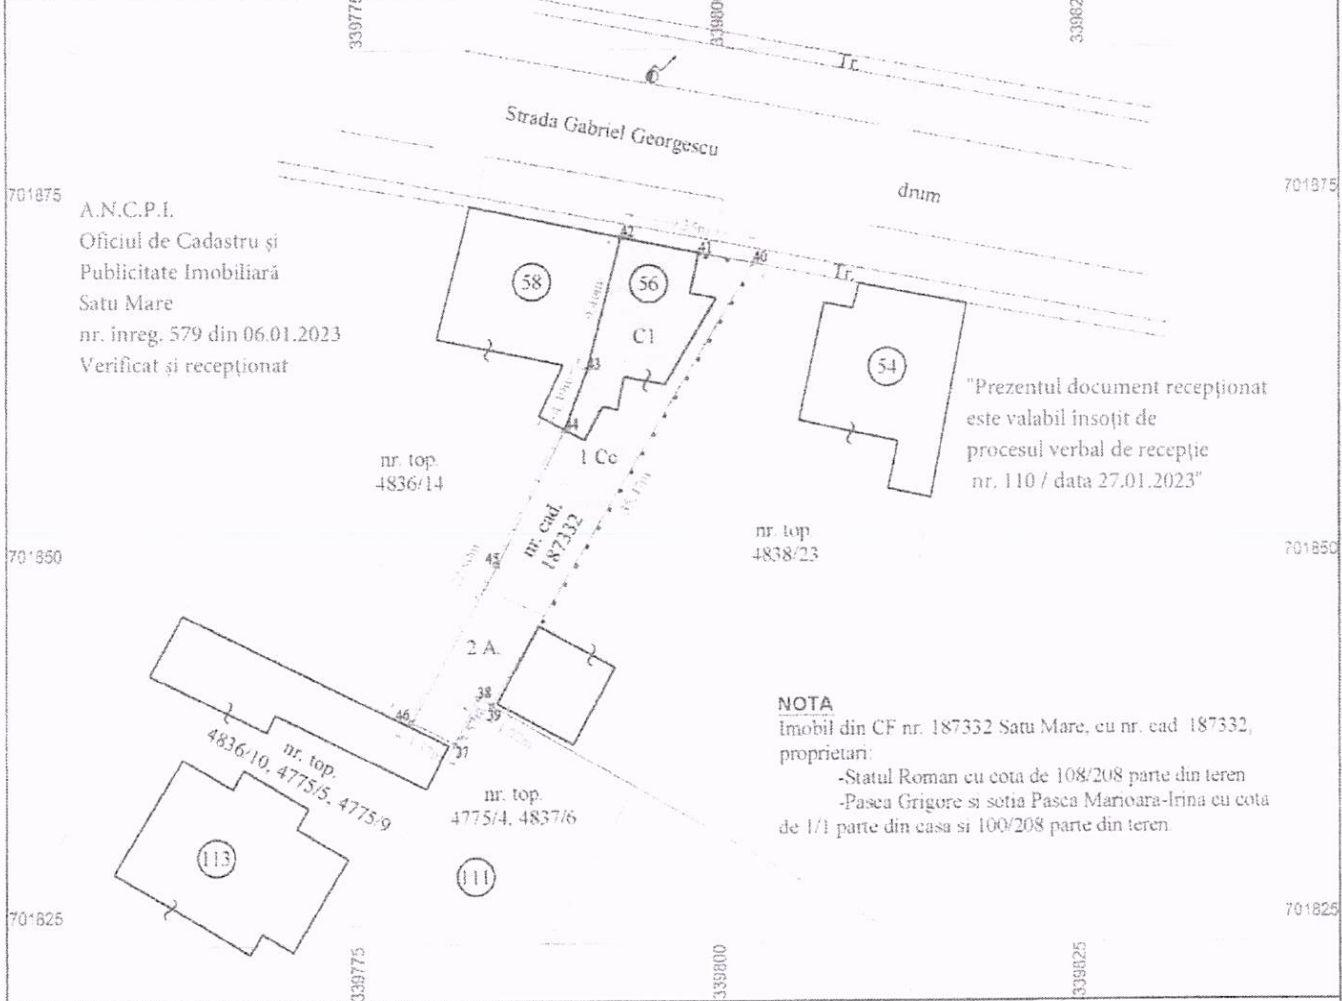 339775
339800
33982
Tr.
Strada Gabriel Georgescu
drum
701875
701875
A.N.C.P.I.
Oficiul de Cadastru și
Publicitate Imobiliară
Satu Mare
nr. înreg. 579 din 06.01.2023
Verificat și recepționat
42
41
40
Tr.
58
56
C1
43
54
44
"Prezentul document recepționat
este valabil însoțit de
procesul verbal de recepție
nr. 110 / data 27.01.2023"
1 Cc
nr. top.
4836/14
nr. cad.
187332
nr. top
4838/23
701850
701850
45
2 A.
38
39
46
37
nr. top.
4836/10, 4775/5, 4775/9
nr. top.
4775/4, 4837/6
NOTA
Imobil din CF nr. 187332 Satu Mare, cu nr. cad 187332,
proprietari:
-Statul Roman cu cota de 108/208 parte din teren
-Pasca Grigore si sotia Pasca Marioara-Irina cu cota
de 1/1 parte din casa si 100/208 parte din teren.
113
111
701825
701825
339775
339800
339825